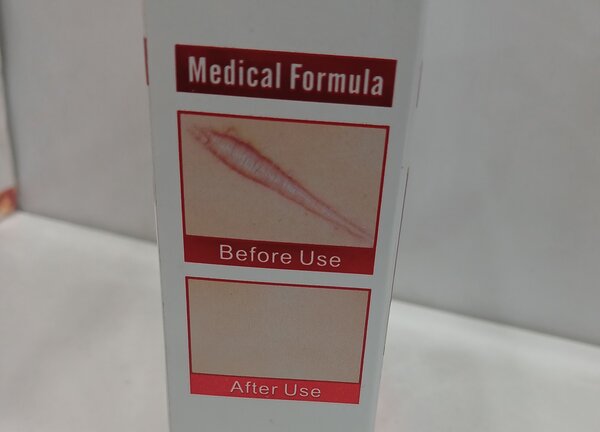 Medical Formula
Before Use
After Use